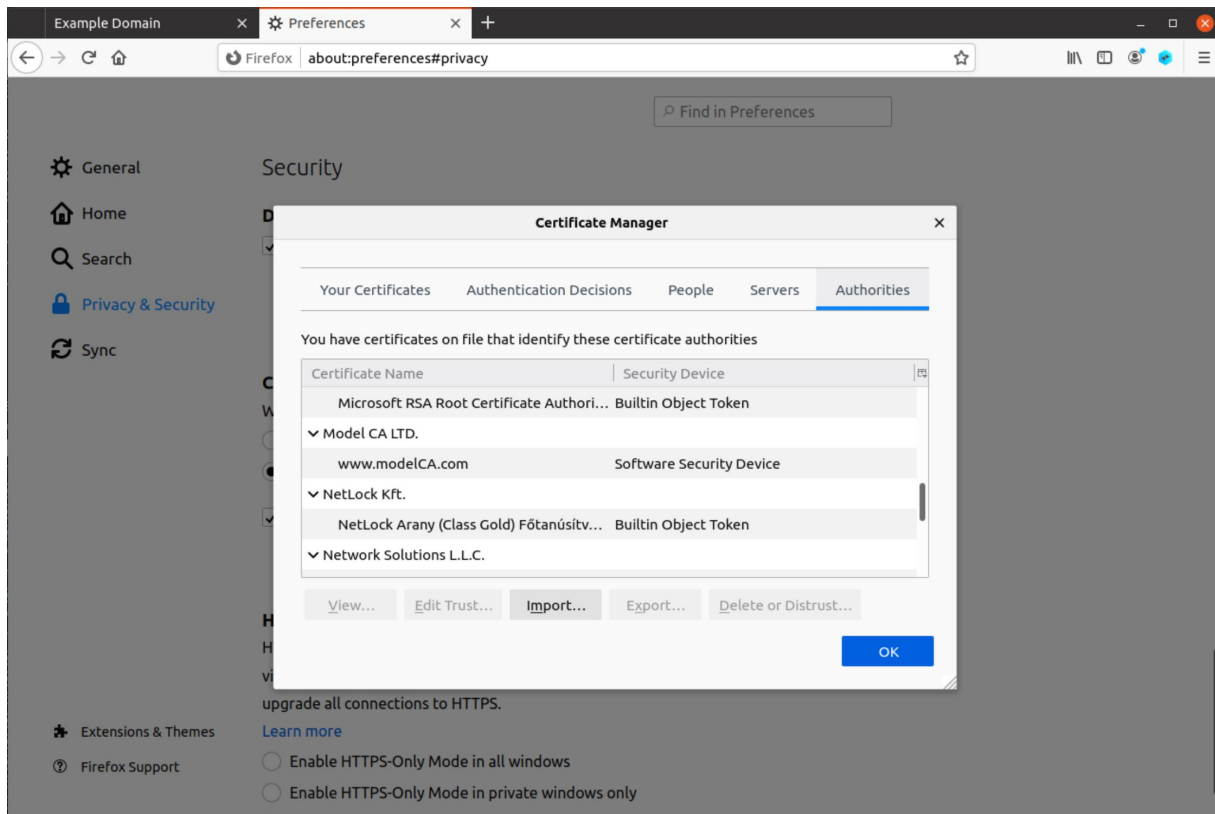 Example Domain
Preferences
Firefox about:preferences#privacy
Find in Preferences
General
Home
Search
Privacy & Security
Sync
Security
D
C
W
Certificate Manager
Your Certificates Authentication Decisions People Servers Authorities
You have certificates on file that identify these certificate authorities
Certificate Name Security Device
Microsoft RSA Root Certificate Authori... Builtin Object Token
Model CA LTD.
www.modelCA.com Software Security Device
NetLock Kft.
NetLock Arany (Class Gold) Főtanúsítv... Builtin Object Token
Network Solutions L.L.C.
View... Edit Trust... Import... Export... Delete or Distrust...
OK
H
H
vi
upgrade all connections to HTTPS.
Learn more
Enable HTTPS-Only Mode in all windows
Enable HTTPS-Only Mode in private windows only
Extensions & Themes
Firefox Support